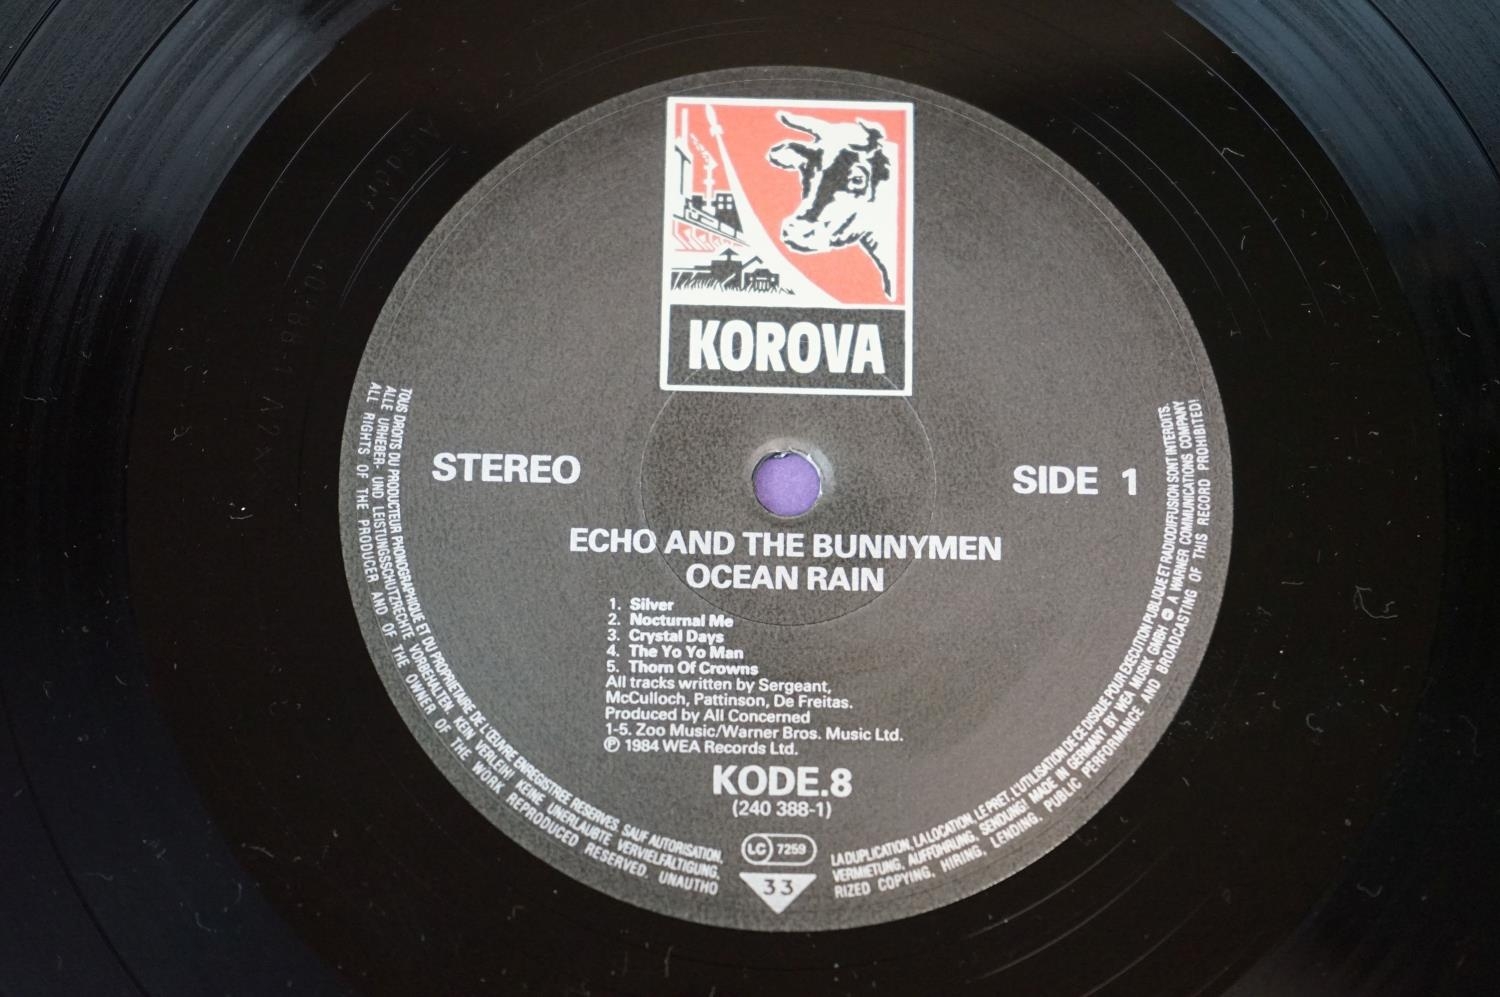 KOROVA
STEREO
SIDE 1
ECHO AND THE BUNNYMEN
OCEAN RAIN
1. Silver
2. Nocturnal Me
3. Crystal Days
4. The Yo Yo Man
5. Thorn Of Crowns
All tracks written by Sergeant,
McCulloch, Pattinson, De Freitas.
Produced by All Concerned
1-5. Zoo Music/Warner Bros. Music Ltd.
℗ 1984 WEA Records Ltd.
KODE.8
(240 388-1)
LC 7259
33
TOUS DROITS DU PRODUCTEUR PHONOGRAPHIQUE ET DU PROPRIETAIRE DE L'ŒUVRE ENREGISTREE RESERVES. SAUF AUTORISATION,
ALLE URHEBER- UND LEISTUNGSSCHUTZRECHTE VORBEHALTEN. KEIN VERLEIH! KEINE UNERLAUBTE VERVIELFÄLTIGUNG,
ALL RIGHTS OF THE PRODUCER AND OF THE OWNER OF THE WORK REPRODUCED RESERVED. UNAUTHO
LA DUPLICATION, LA LOCATION, LE PRET, L'UTILISATION DE CE DISQUE POUR EXECUTION PUBLIQUE ET RADIODIFFUSION SONT INTERDITS.
VERMIETUNG, AUFFÜHRUNG, SENDUNG! MADE IN GERMANY BY WEA MUSIK GMBH A WARNER COMMUNICATIONS COMPANY
RIZED COPYING, HIRING, LENDING, PUBLIC PERFORMANCE AND BROADCASTING OF THIS RECORD PROHIBITED!